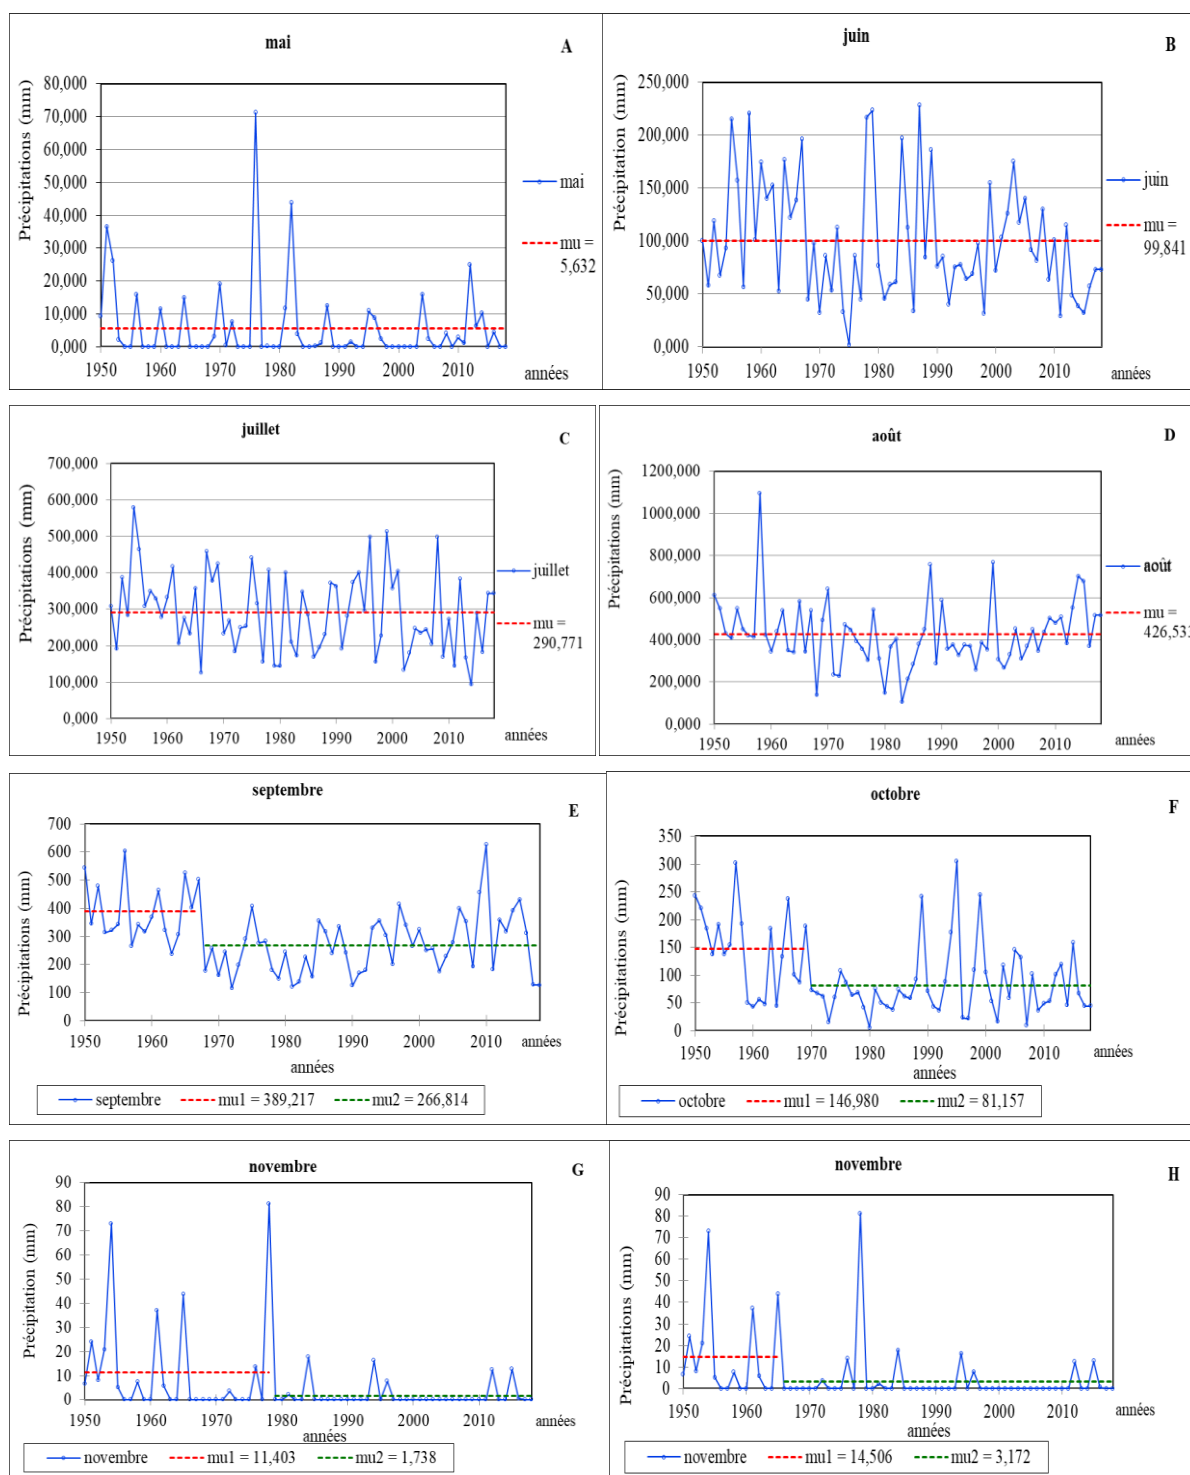 mai
A
Précipitations (mm)
80,000
70,000
60,000
50,000
40,000
30,000
20,000
10,000
0,000
1950 1960 1970 1980 1990 2000 2010
années
mai
mu =
5,632
juin
B
Précipitation (mm)
250,000
200,000
150,000
100,000
50,000
0,000
1950 1960 1970 1980 1990 2000 2010
années
juin
mu =
99,841
juillet
C
Précipitations (mm)
700,000
600,000
500,000
400,000
300,000
200,000
100,000
0,000
1950 1960 1970 1980 1990 2000 2010
années
juillet
mu =
290,771
août
D
Précipitations (mm)
1200,000
1000,000
800,000
600,000
400,000
200,000
0,000
1950 1960 1970 1980 1990 2000 2010
années
août
mu =
426,533
septembre
E
Précipitations (mm)
700
600
500
400
300
200
100
0
1950 1960 1970 1980 1990 2000 2010
années
années
septembre mu1 = 389,217 mu2 = 266,814
octobre
F
Précipitations (mm)
350
300
250
200
150
100
50
0
1950 1960 1970 1980 1990 2000 2010
années
années
octobre mu1 = 146,980 mu2 = 81,157
novembre
G
Précipitation (mm)
90
80
70
60
50
40
30
20
10
0
1950 1960 1970 1980 1990 2000 2010
années
années
novembre mu1 = 11,403 mu2 = 1,738
novembre
H
Précipitations (mm)
90
80
70
60
50
40
30
20
10
0
1950 1960 1970 1980 1990 2000 2010
années
années
novembre mu1 = 14,506 mu2 = 3,172